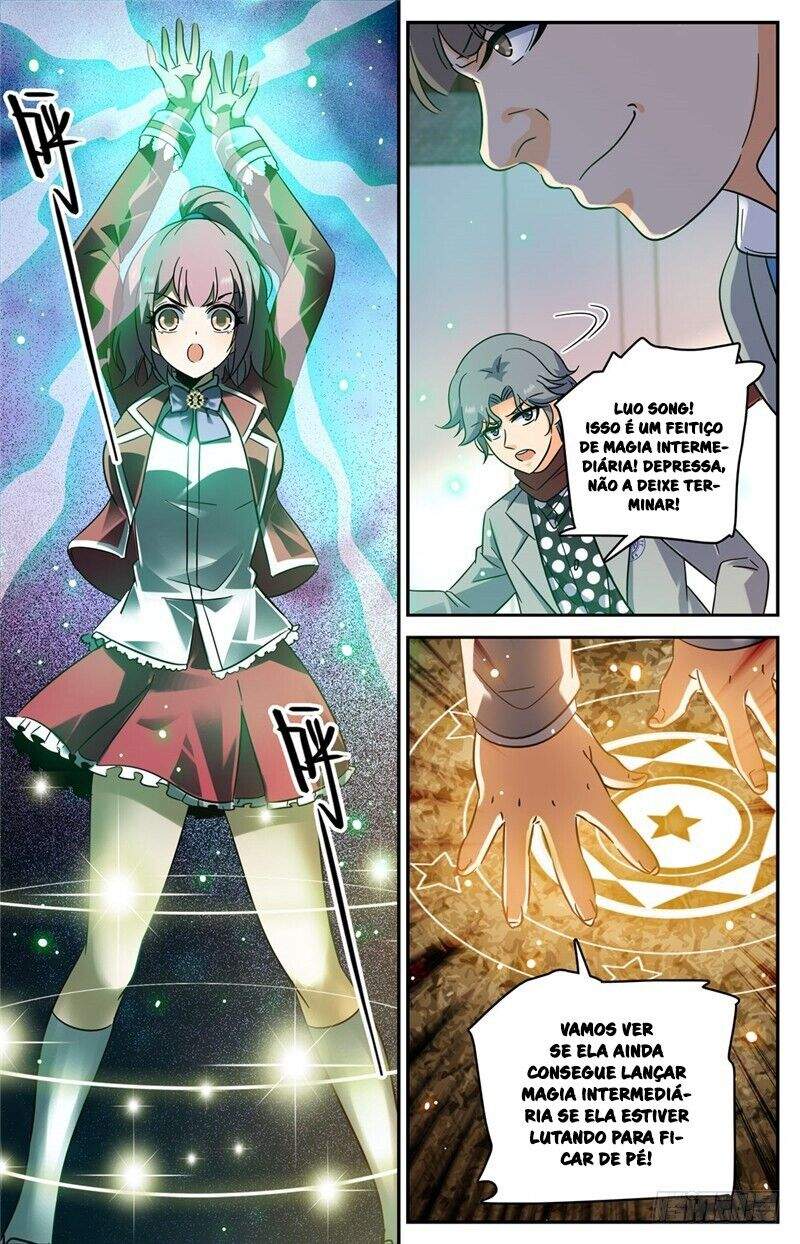 LUO SONG!
ISSO É UM FEITIÇO
DE MAGIA INTERME-
DIÁRIA! DEPRESSA,
NÃO A DEIXE TER-
MINAR!
VAMOS VER
SE ELA AINDA
CONSEGUE LANÇAR
MAGIA INTERMEDIÁ-
RIA SE ELA ESTIVER
LUTANDO PARA FI-
CAR DE PÉ!